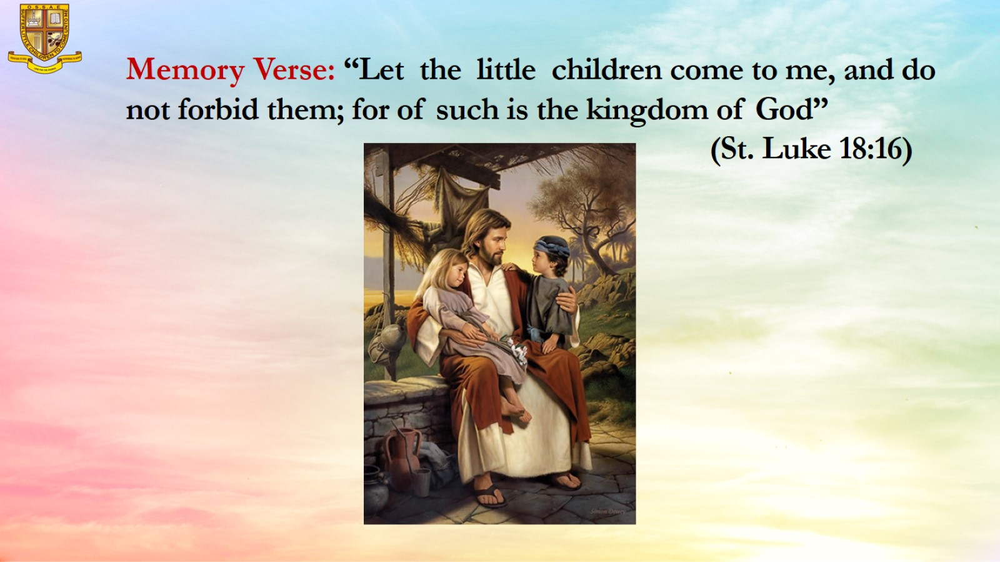 O.S.S.A.E
SUFFER LITTLE CHILDREN TO COME UNTO ME
Memory Verse: “Let the little children come to me, and do
not forbid them; for of such is the kingdom of God”
(St. Luke 18:16)
Simon Dewey